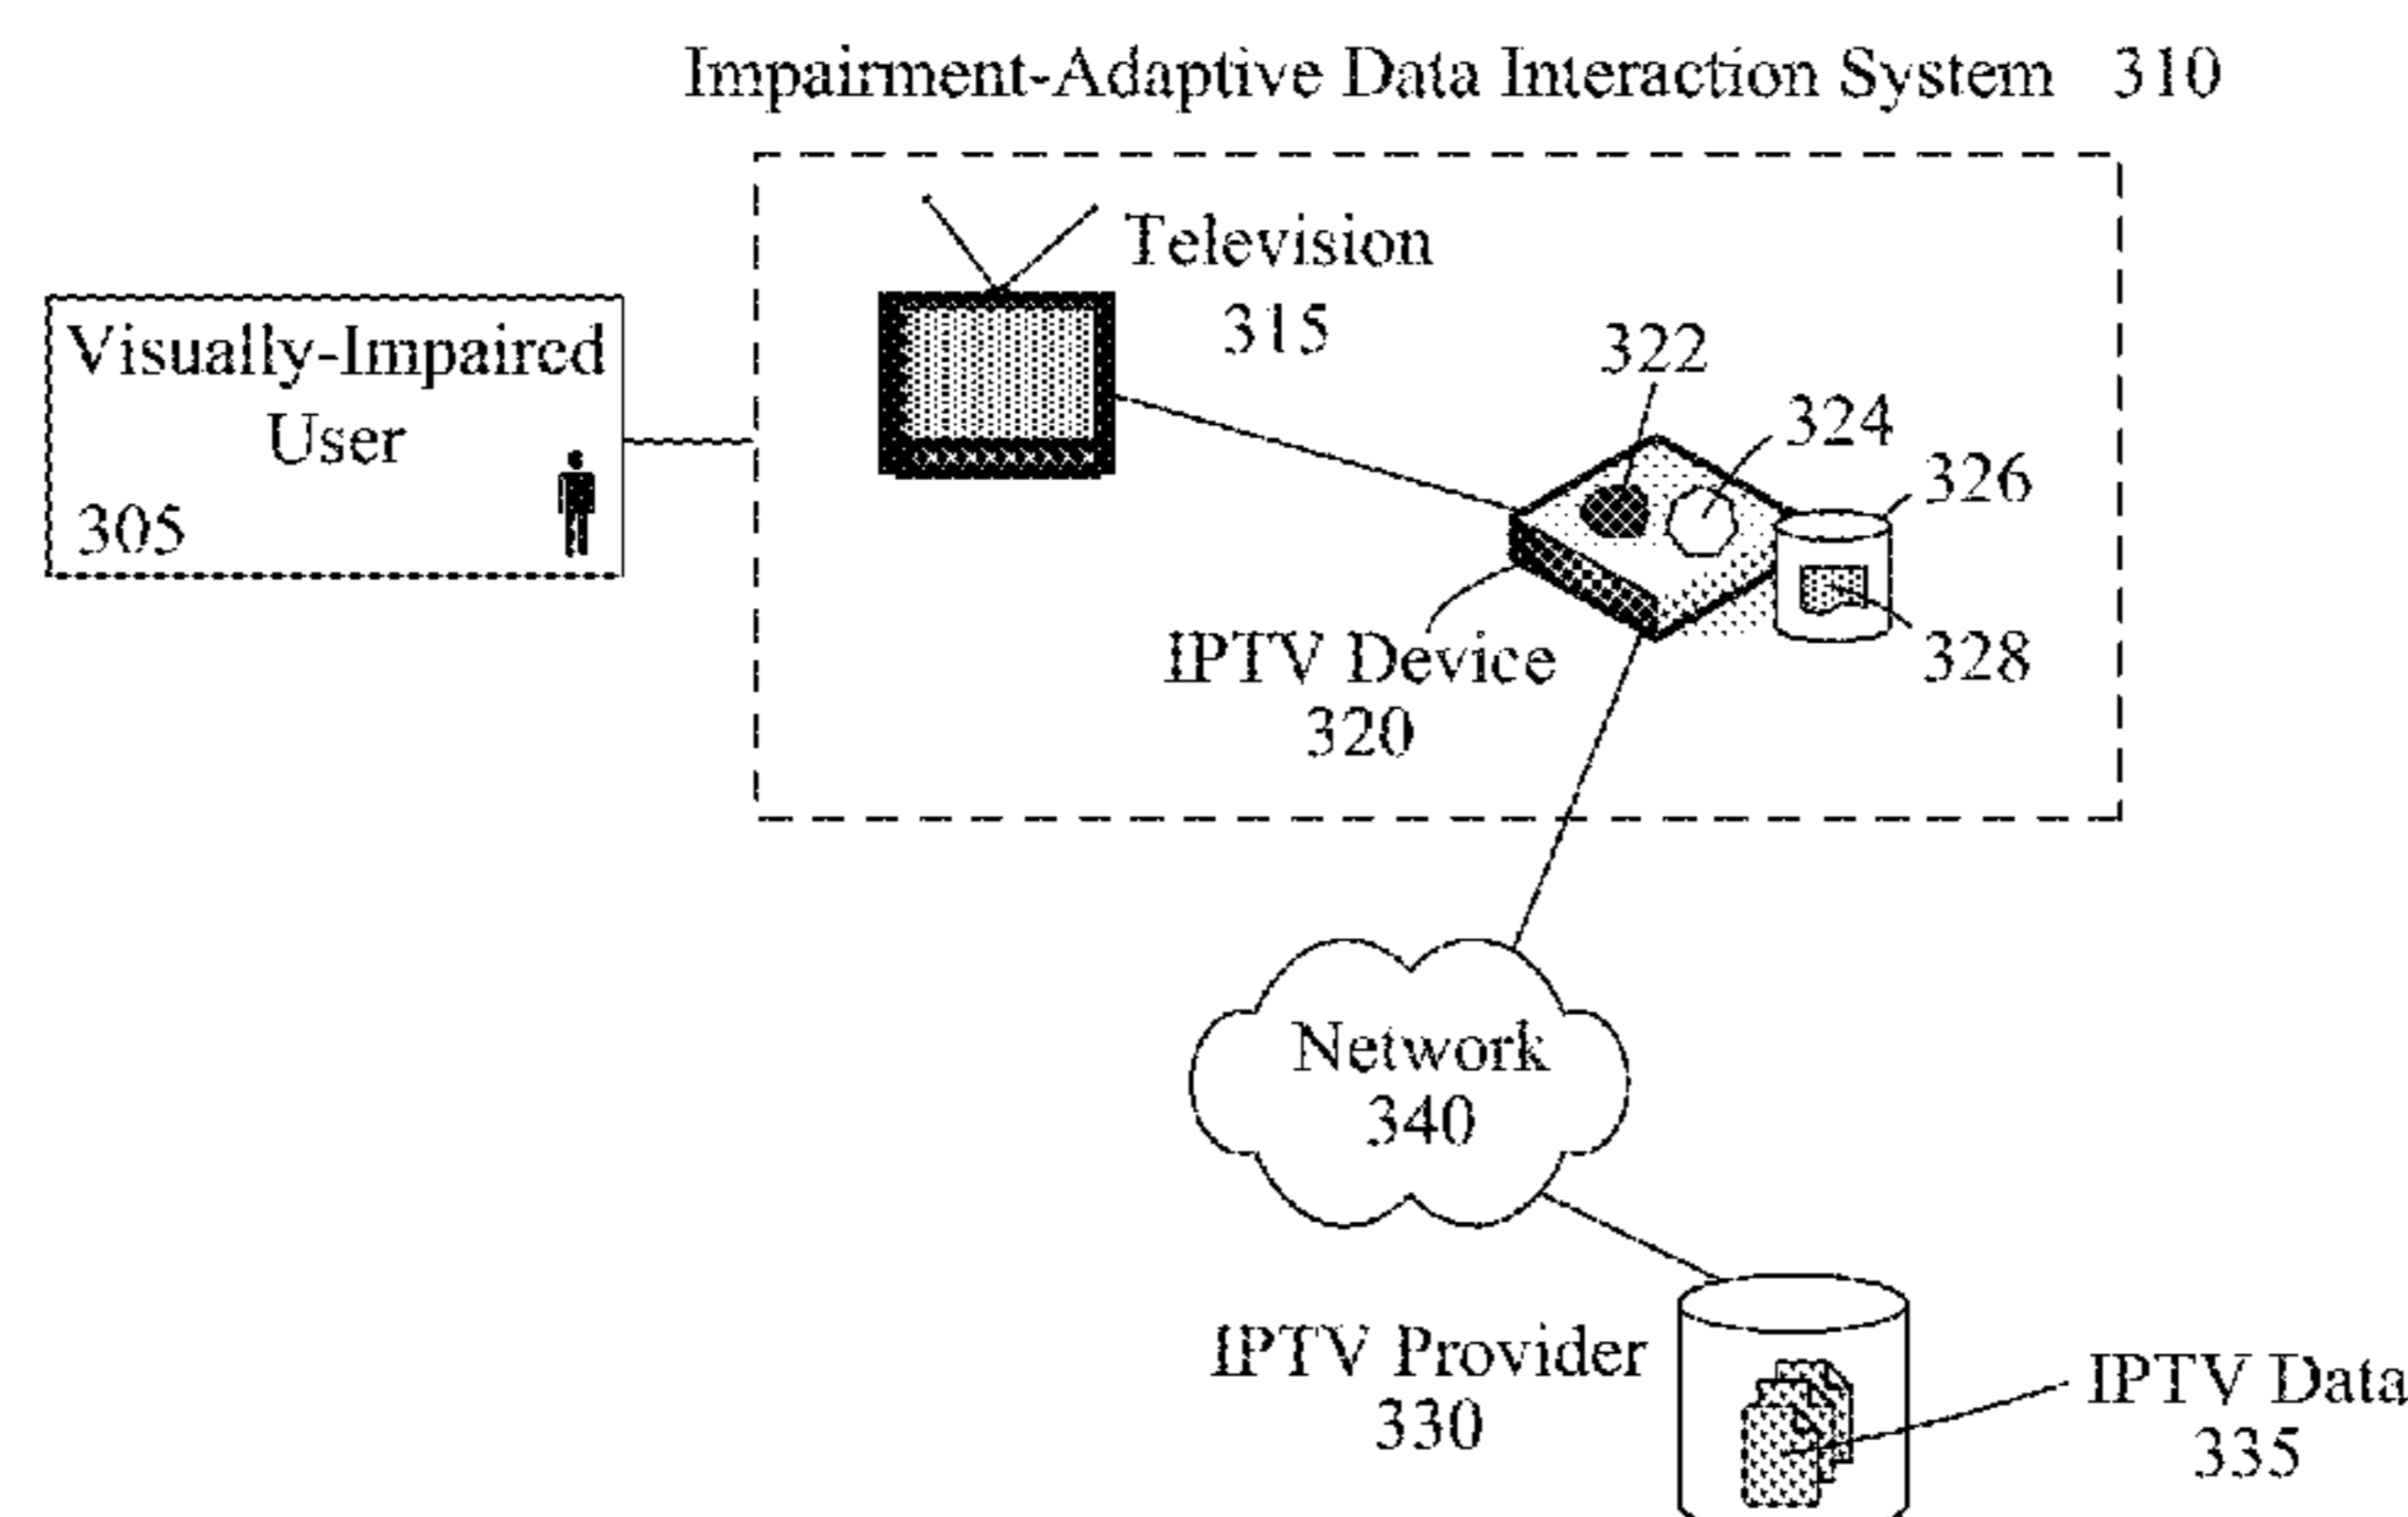 Impairment-Adaptive Data Interaction System 310
Television
315
Visually-Impaired
User
305
322
324
326
328
IPTV Device
320
Network
340
IPTV Provider
330
IPTV Data
335